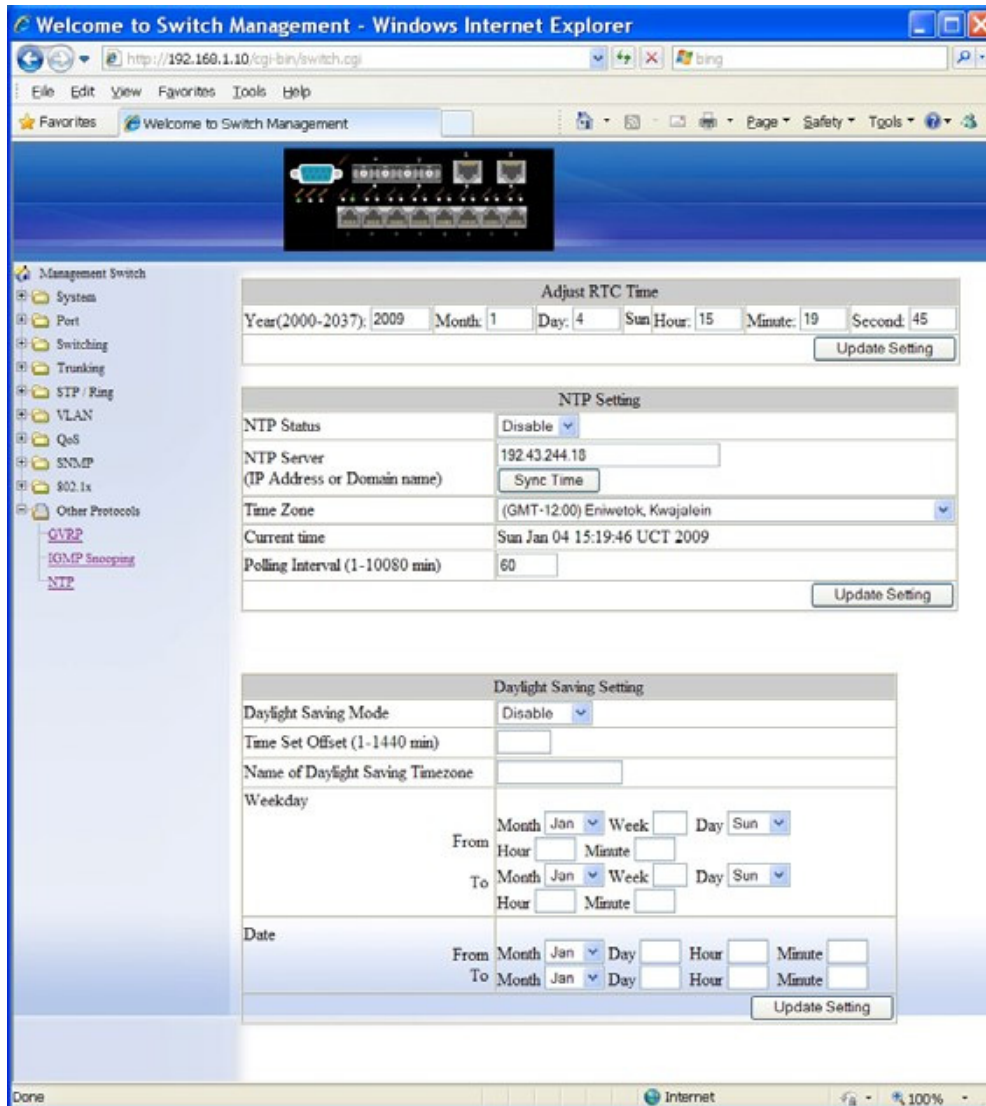 Welcome to Switch Management - Windows Internet Explorer
http://192.168.1.10/cgi-bin/switch.cgi
bing
File Edit View Favorites Tools Help
Favorites Welcome to Switch Management Page Safety Tools
Management Switch
System
Port
Switching
Trunking
STP / Ring
VLAN
QoS
SNMP
802.1x
Other Protocols
GVRP
IGMP Snooping
NTP
Adjust RTC Time
Year(2000-2037): 2009 Month: 1 Day: 4 Sun Hour: 15 Minute: 19 Second: 45
Update Setting
NTP Setting
NTP Status Disable
NTP Server
(IP Address or Domain name) 192.43.244.18
Sync Time
Time Zone (GMT-12:00) Eniwetok, Kwajalein
Current time Sun Jan 04 15:19:46 UCT 2009
Polling Interval (1-10080 min) 60
Update Setting
Daylight Saving Setting
Daylight Saving Mode Disable
Time Set Offset (1-1440 min)
Name of Daylight Saving Timezone
Weekday
From Month Jan Week Day Sun
Hour Minute
To Month Jan Week Day Sun
Hour Minute
Date
From Month Jan Day Hour Minute
To Month Jan Day Hour Minute
Update Setting
Done Internet 100%